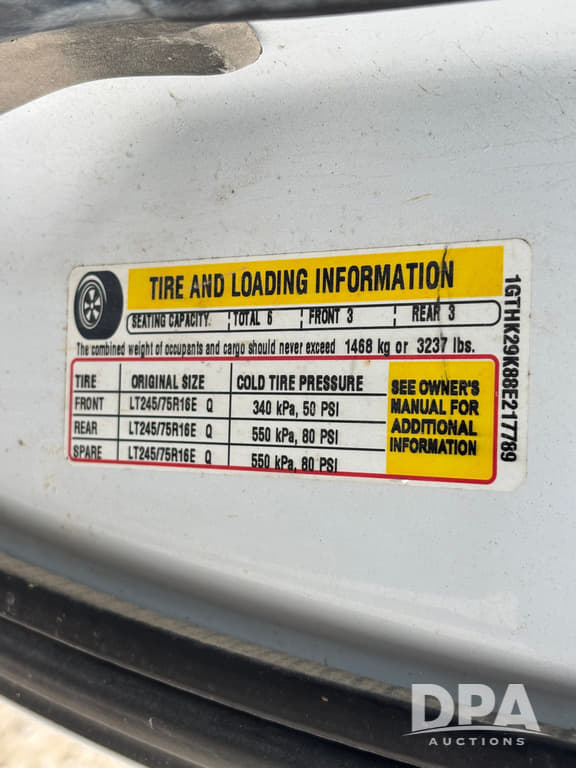 TIRE AND LOADING INFORMATION
SEATING CAPACITY TOTAL 6 FRONT 3 REAR 3
The combined weight of occupants and cargo should never exceed 1468 kg or 3237 lbs.
TIRE ORIGINAL SIZE COLD TIRE PRESSURE
FRONT LT245/75R16E Q 340 kPa, 50 PSI
REAR LT245/75R16E Q 550 kPa, 80 PSI
SPARE LT245/75R16E Q 550 kPa, 80 PSI
SEE OWNER'S
MANUAL FOR
ADDITIONAL
INFORMATION
1GTHK29K88E217789
DPA
AUCTIONS